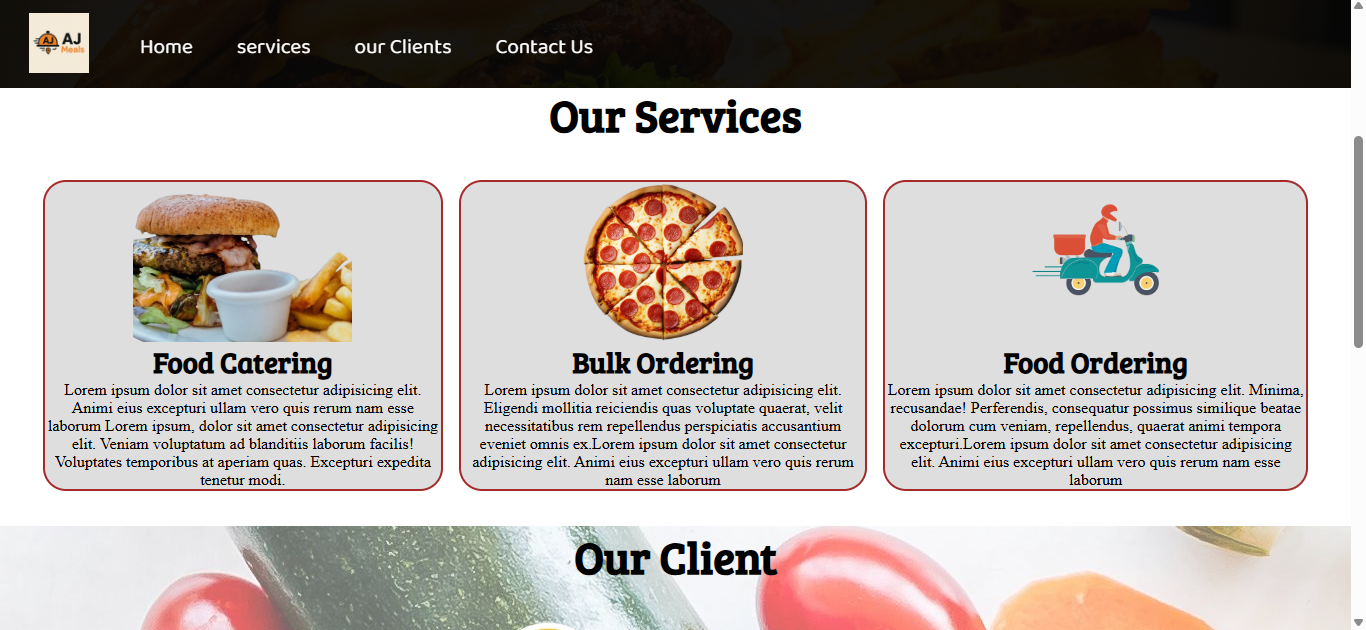 AJ
AJ
Meals
Home
services
our Clients
Contact Us
Our Services
Food Catering
Lorem ipsum dolor sit amet consectetur adipisicing elit.
Animi eius excepturi ullam vero quis rerum nam esse
laborum Lorem ipsum, dolor sit amet consectetur adipisicing
elit. Veniam voluptatum ad blanditiis laborum facilis!
Voluptates temporibus at aperiam quas. Excepturi expedita
tenetur modi.
Bulk Ordering
Lorem ipsum dolor sit amet consectetur adipisicing elit.
Eligendi mollitia reiciendis quas voluptate quaerat, velit
necessitatibus rem repellendus perspiciatis accusantium
eveniet omnis ex.Lorem ipsum dolor sit amet consectetur
adipisicing elit. Animi eius excepturi ullam vero quis rerum
nam esse laborum
Food Ordering
Lorem ipsum dolor sit amet consectetur adipisicing elit. Minima,
recusandae! Perferendis, consequatur possimus similique beatae
dolorum cum veniam, repellendus, quaerat animi tempora
excepturi.Lorem ipsum dolor sit amet consectetur adipisicing
elit. Animi eius excepturi ullam vero quis rerum nam esse
laborum
Our Client